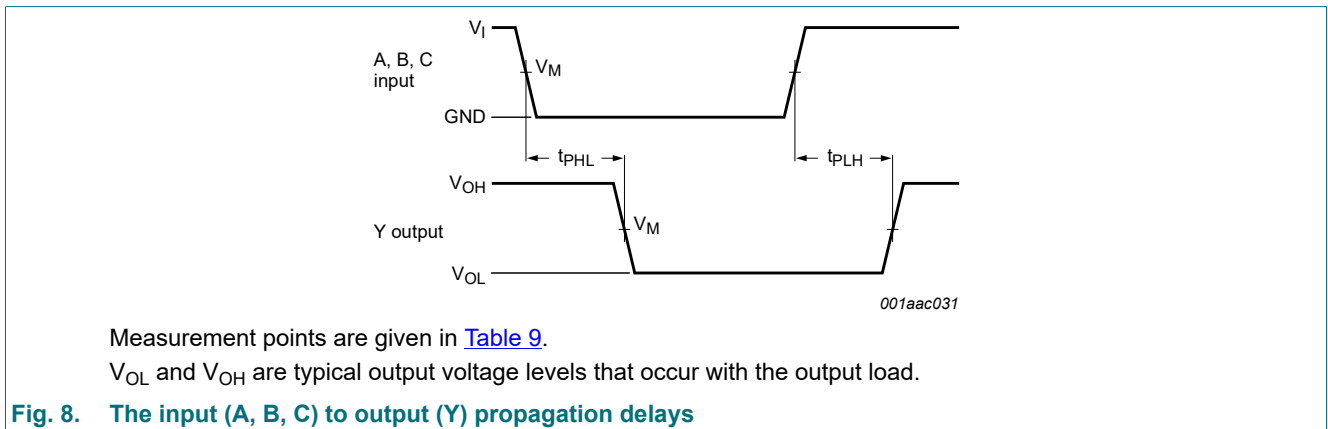 VI
A, B, C
input
VM
GND
tPHL
tPLH
VOH
Y output
VM
VOL
001aac031
Measurement points are given in Table 9.
VOL and VOH are typical output voltage levels that occur with the output load.
Fig. 8. The input (A, B, C) to output (Y) propagation delays